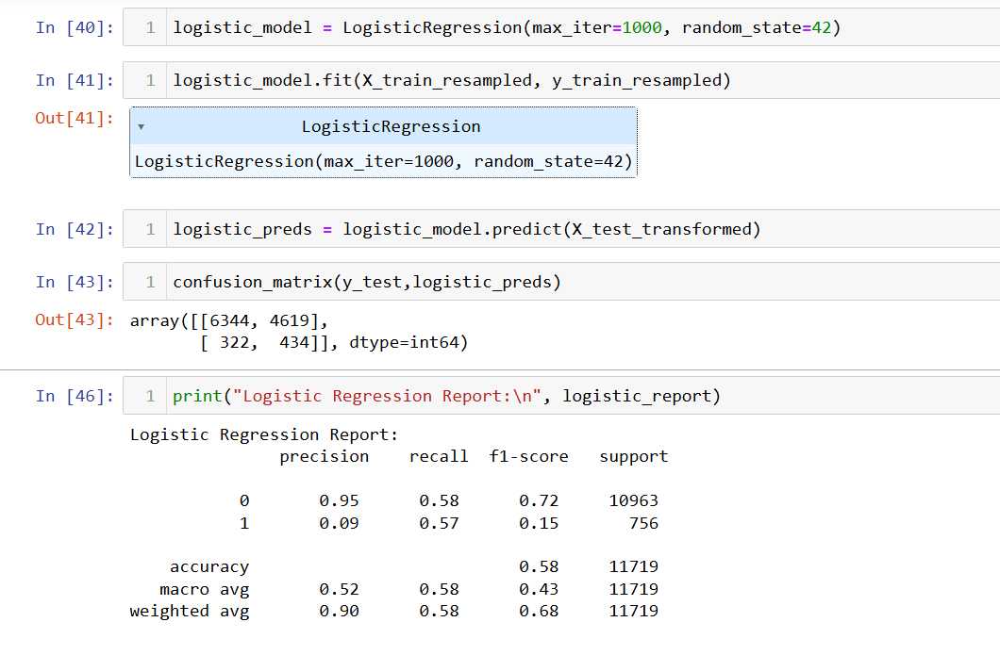 In [40]: 1 logistic_model = LogisticRegression(max_iter=1000, random_state=42)
In [41]: 1 logistic_model.fit(X_train_resampled, y_train_resampled)
Out[41]: ▾ LogisticRegression
LogisticRegression(max_iter=1000, random_state=42)
In [42]: 1 logistic_preds = logistic_model.predict(X_test_transformed)
In [43]: 1 confusion_matrix(y_test,logistic_preds)
Out[43]: array([[6344, 4619],
[ 322, 434]], dtype=int64)
In [46]: 1 print("Logistic Regression Report:\n", logistic_report)
Logistic Regression Report:
precision recall f1-score support
0 0.95 0.58 0.72 10963
1 0.09 0.57 0.15 756
accuracy 0.58 11719
macro avg 0.52 0.58 0.43 11719
weighted avg 0.90 0.58 0.68 11719